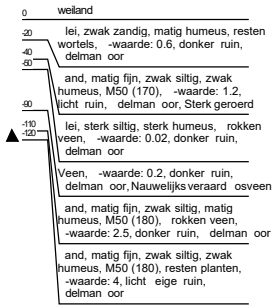 0 weiland
-20
lei, zwak zandig, matig humeus, resten
wortels, -waarde: 0.6, donker ruin,
delman oor
-40
and, matig fijn, zwak siltig, zwak
humeus, M50 (170), -waarde: 1.2,
licht ruin, delman oor, Sterk geroerd
-50
lei, sterk siltig, sterk humeus, rokken
veen, -waarde: 0.02, donker ruin,
delman oor
-90
Veen, -waarde: 0.2, donker ruin,
delman oor, Nauwelijks veraard osveen
-110
and, matig fijn, zwak siltig, matig
humeus, M50 (180), rokken veen,
-waarde: 2.5, donker ruin, delman oor
-120
and, matig fijn, zwak siltig, zwak
humeus, M50 (180), resten planten,
-waarde: 4, licht eige ruin,
delman oor